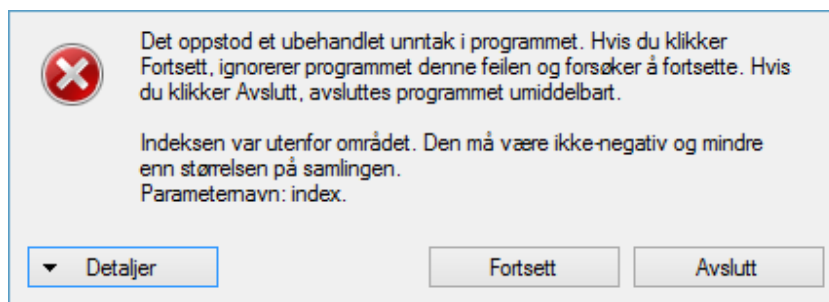 Det oppstod et ubehandlet unntak i programmet. Hvis du klikker
Fortsett, ignorerer programmet denne feilen og forsøker å fortsette. Hvis
du klikker Avslutt, avsluttes programmet umiddelbart.
Indeksen var utenfor området. Den må være ikke-negativ og mindre
enn størrelsen på samlingen.
Parameternavn: index.
Detaljer
Fortsett
Avslutt